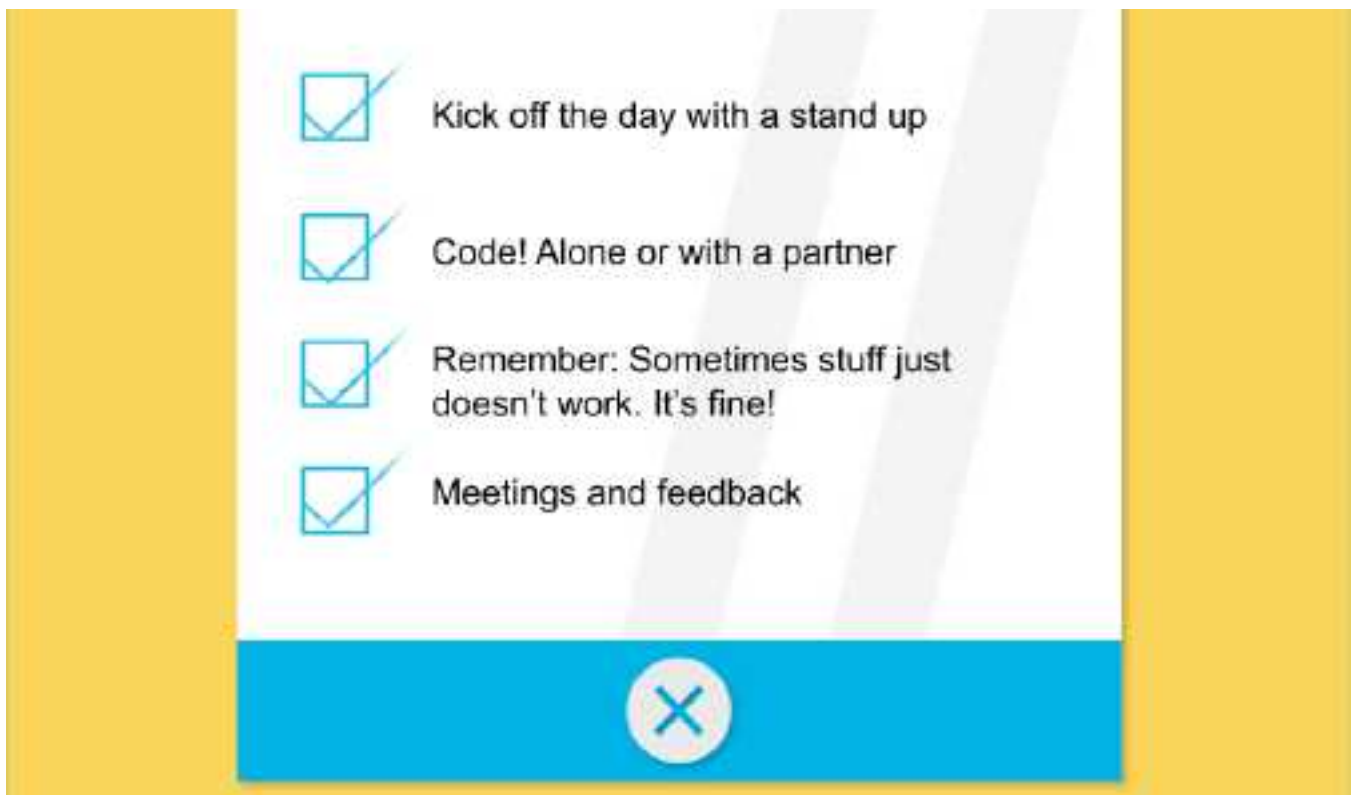 Kick off the day with a stand up
Code! Alone or with a partner
Remember: Sometimes stuff just
doesn't work. It's fine!
Meetings and feedback